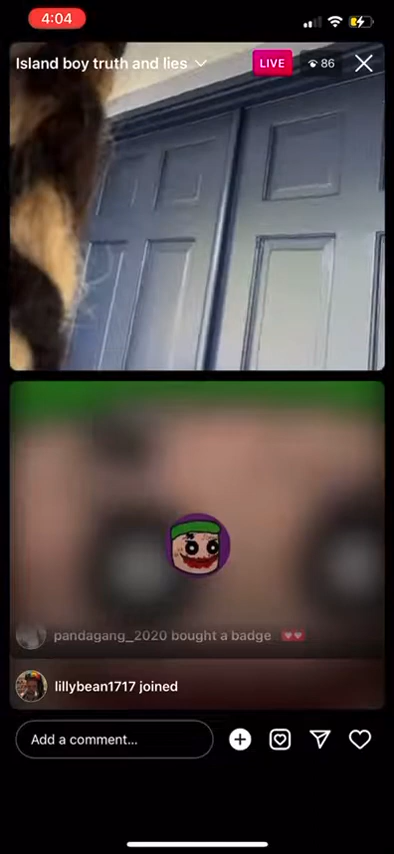 4:04
Island boy truth and lies
LIVE
86
pandagang_2020 bought a badge
lillybean1717 joined
Add a comment...